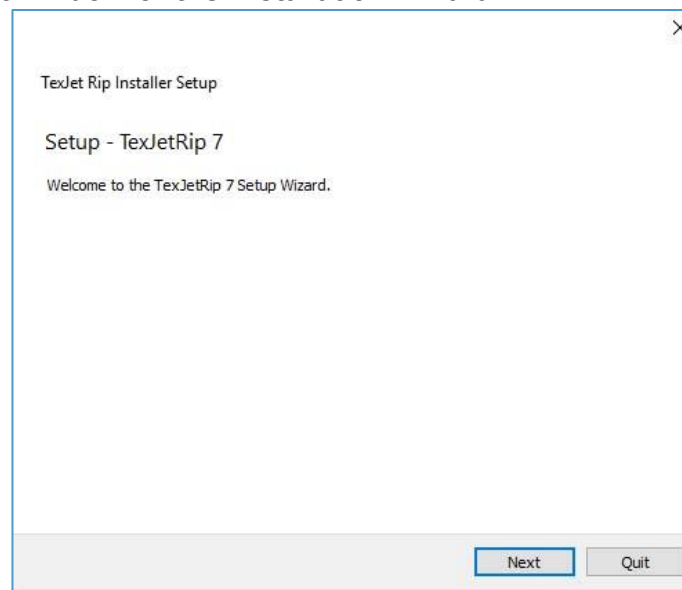 TexJet Rip Installer Setup
Setup - TexJetRip 7
Welcome to the TexJetRip 7 Setup Wizard.
Next Quit